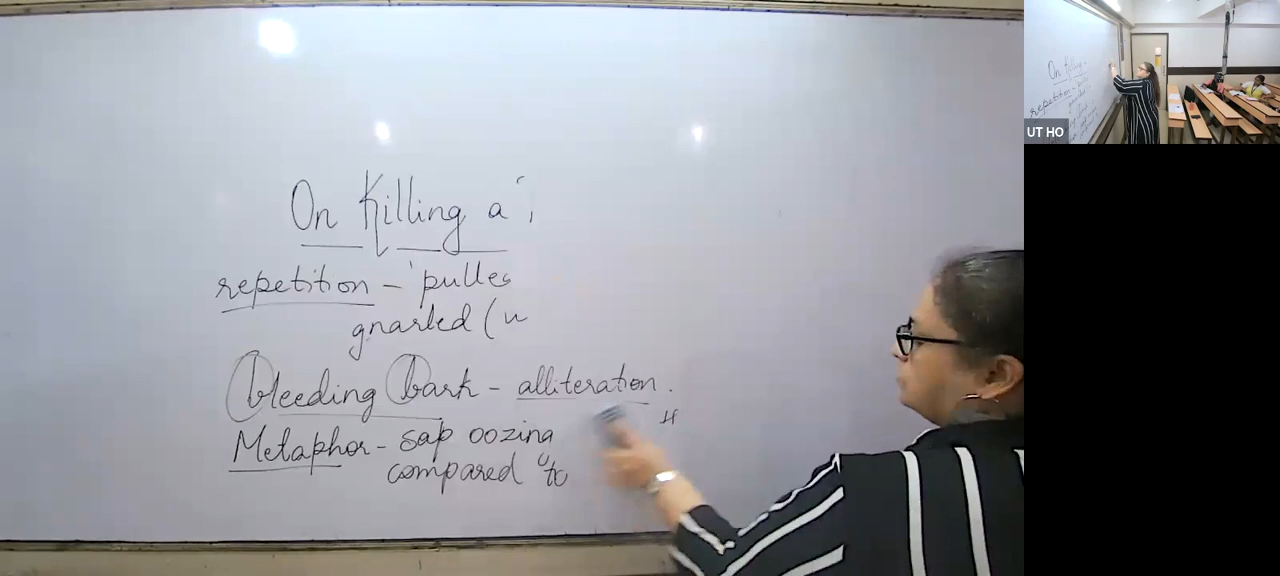 On Killing a
repetition - 'pulled
gnarled (
bleeding bark - alliteration.
Metaphor - sap oozing
compared to
UT HO